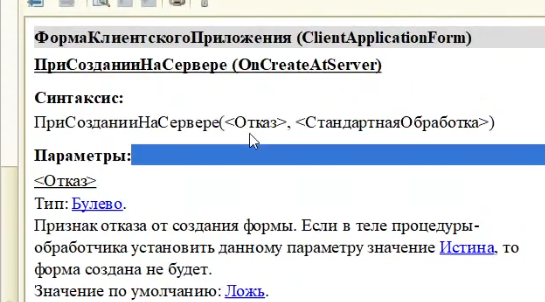 ФормаКлиентскогоПриложения (ClientApplicationForm)
ПриСозданииНаСервере (OnCreateAtServer)
Синтаксис:
ПриСозданииНаСервере(<Отказ>, <СтандартнаяОбработка>)
Параметры:
<Отказ>
Тип: Булево.
Признак отказа от создания формы. Если в теле процедуры-
обработчика установить данному параметру значение Истина, то
форма создана не будет.
Значение по умолчанию: Ложь.